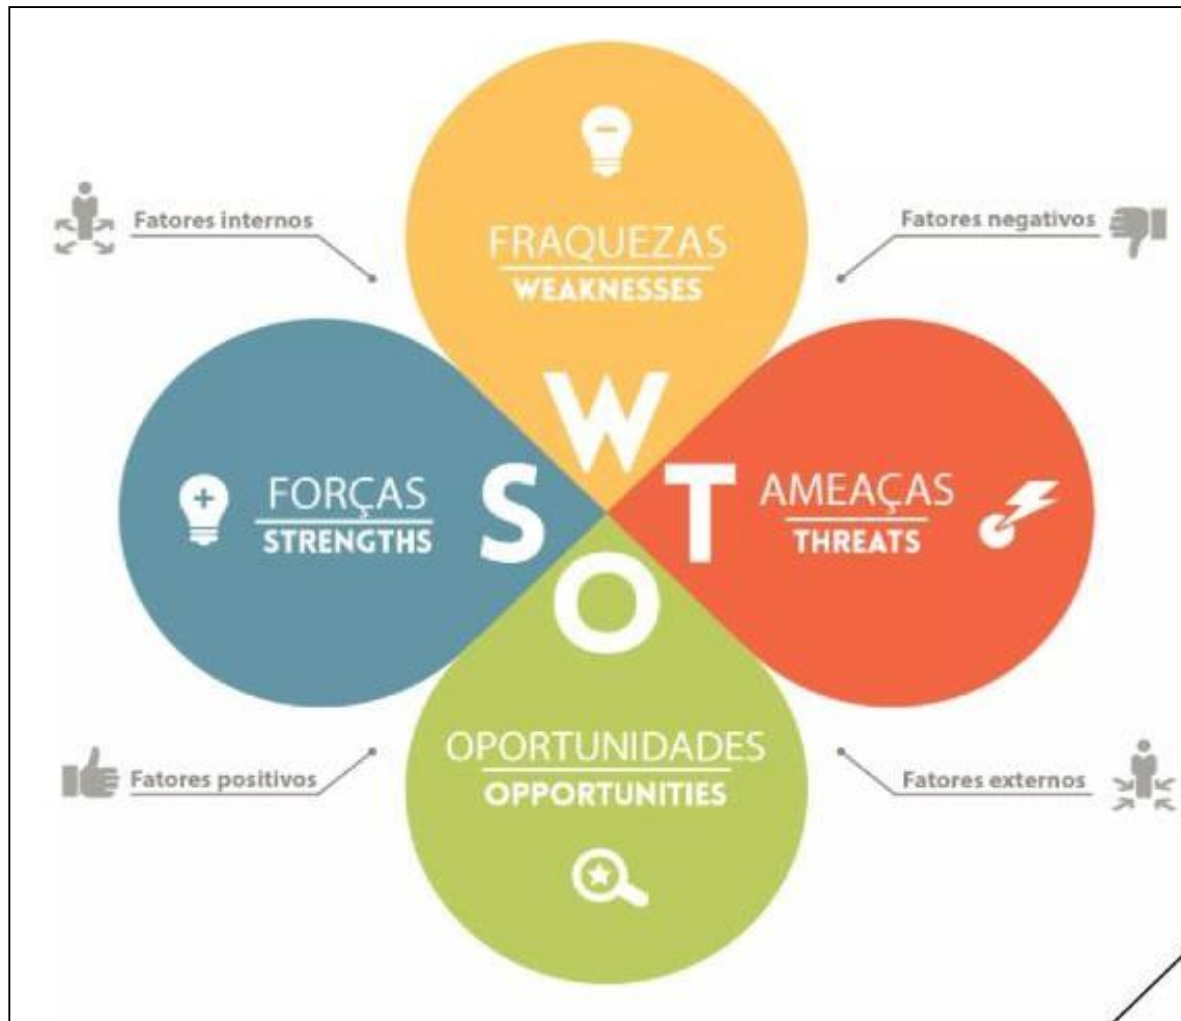 Fatores internos
Fatores negativos
FRAQUEZAS
WEAKNESSES
W
FORÇAS
STRENGTHS
S
T
AMEAÇAS
THREATS
O
OPORTUNIDADES
OPPORTUNITIES
Fatores positivos
Fatores externos